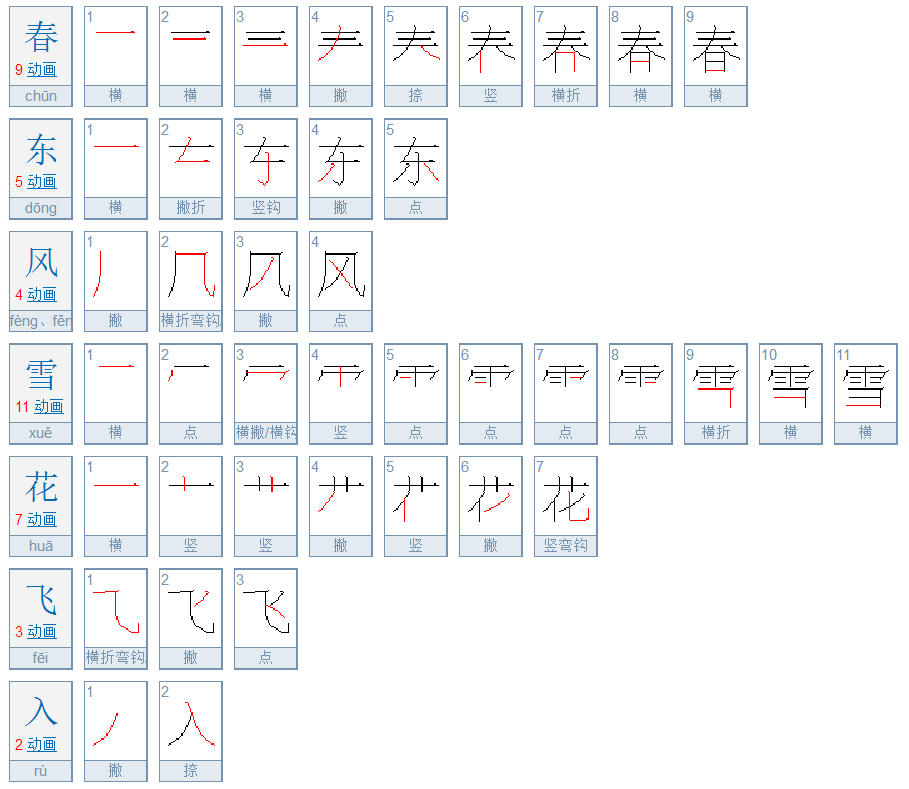 春 1 2 3 4 5 6 7 8 9
9 动画
chūn 横 横 横 撇 捺 竖 横折 横 横
东 1 2 3 4 5
5 动画
dōng 横 撇折 竖钩 撇 点
风 1 2 3 4
4 动画
fèng、fēn 撇 横折弯钩 撇 点
雪 1 2 3 4 5 6 7 8 9 10 11
11 动画
xuě 横 点 横撇/横钩 竖 点 点 点 点 横折 横 横
花 1 2 3 4 5 6 7
7 动画
huā 横 竖 竖 撇 竖 撇 竖弯钩
飞 1 2 3
3 动画
fēi 横折弯钩 撇 点
入 1 2
2 动画
rù 撇 捺